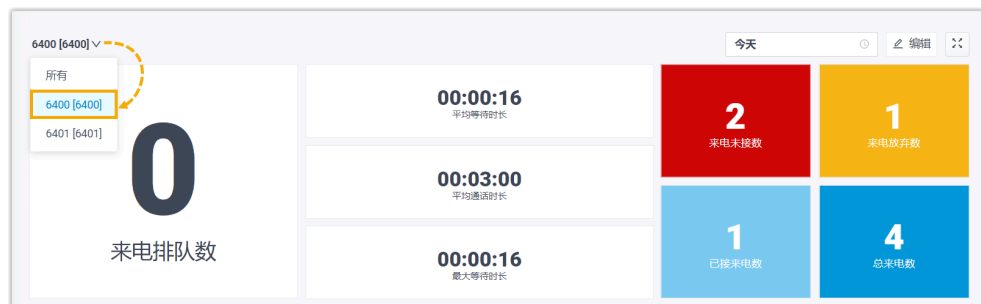 6400 [6400]
今天
编辑
所有
6400 [6400]
6401 [6401]
0
来电排队数
00:00:16
平均等待时长
00:03:00
平均通话时长
00:00:16
最大等待时长
2
来电未接数
1
来电放弃数
1
已接来电数
4
总来电数